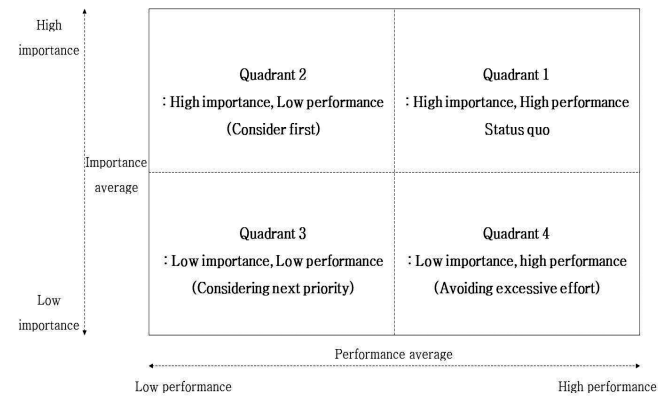 High
importance
Quadrant 2
: High importance, Low performance
(Consider first)
Quadrant 1
: High importance, High performance
Status quo
Importance
average
Quadrant 3
: Low importance, Low performance
(Considering next priority)
Quadrant 4
: Low importance, high performance
(Avoiding excessive effort)
Low
importance
Performance average
Low performance
High performance